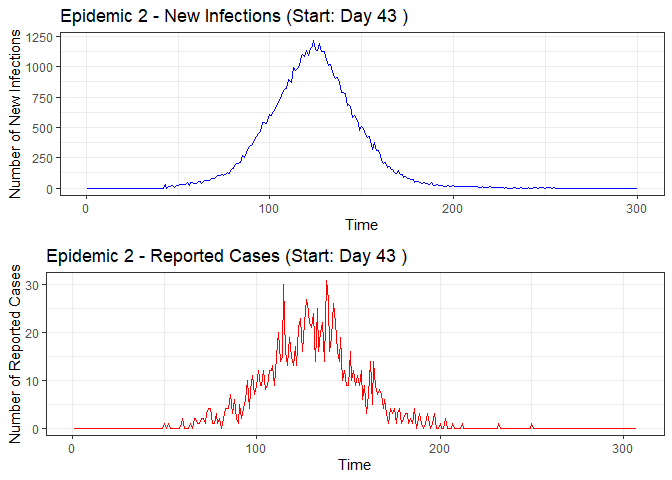 Epidemic 2 - New Infections (Start: Day 43 )
Number of New Infections
1250
1000
750
500
250
0
0 100 200 300
Time
Epidemic 2 - Reported Cases (Start: Day 43 )
Number of Reported Cases
30
20
10
0
0 100 200 300
Time